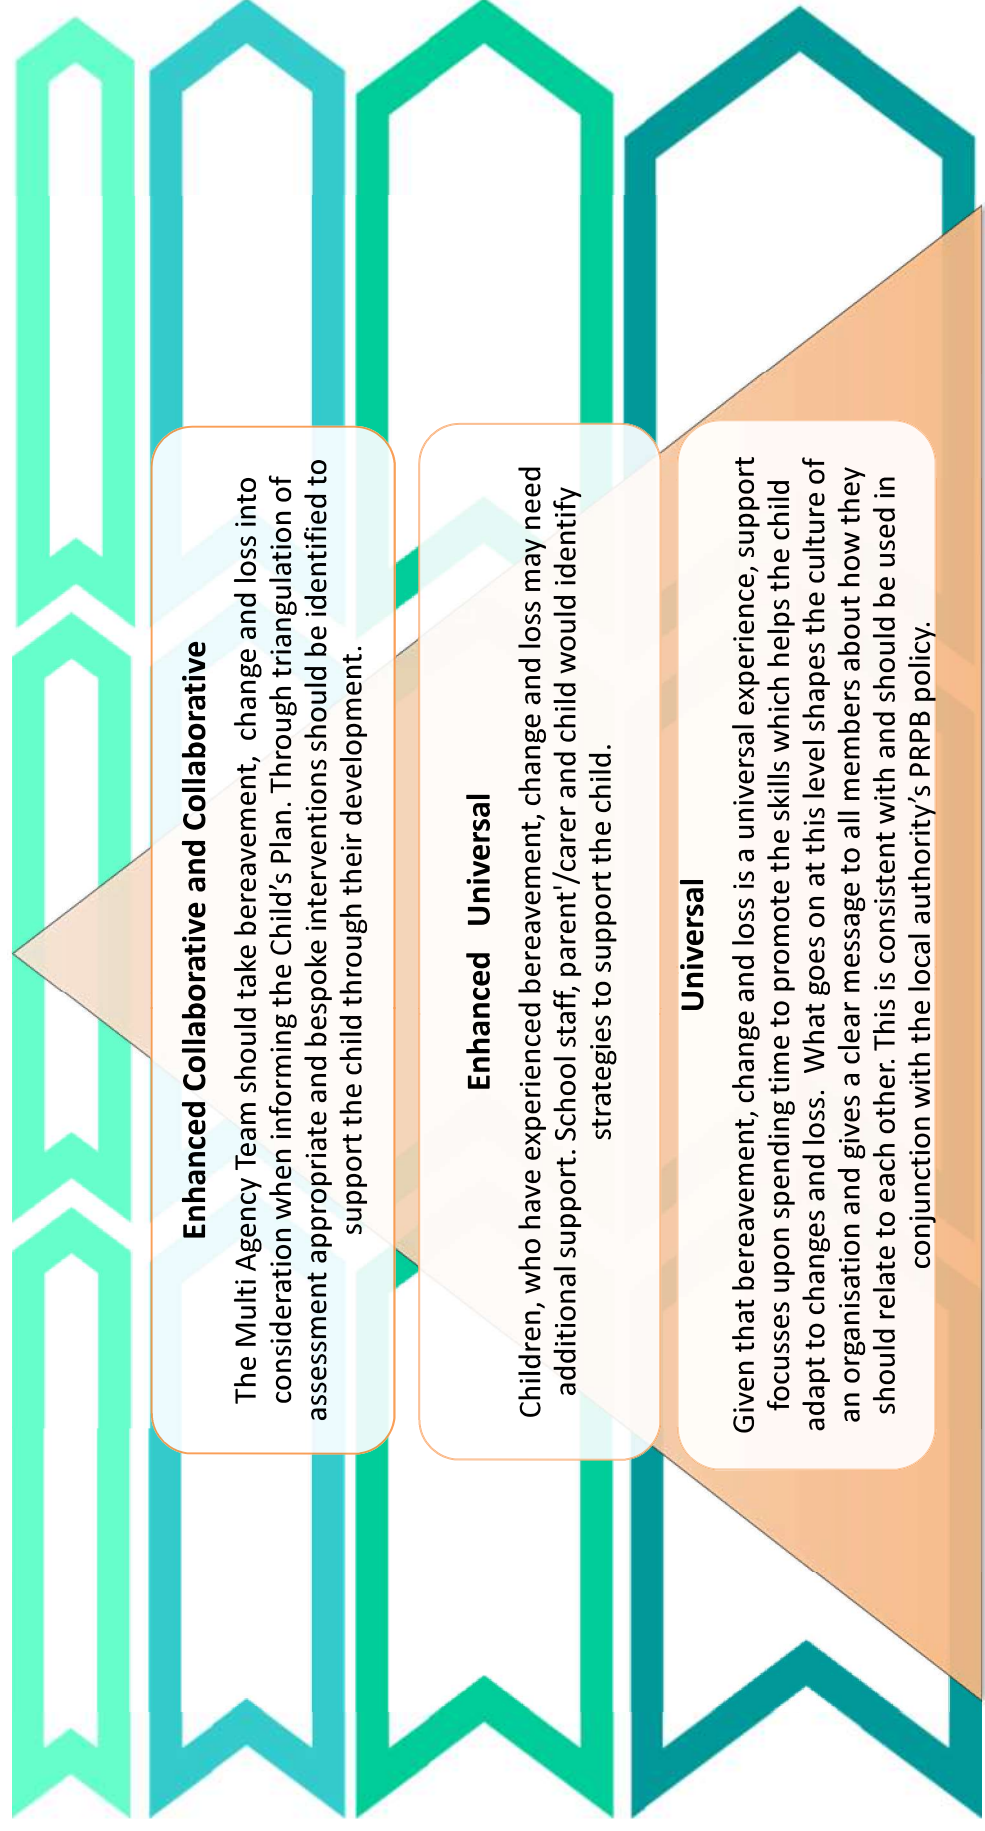 Enhanced Collaborative and Collaborative
The Multi Agency Team should take bereavement,  change and loss into
consideration when informing the Child’s Plan. Through triangulation of
assessment appropriate and bespoke interventions should be identified to
support the child through their development.
Enhanced  Universal
Children, who have experienced bereavement, change and loss may need
additional support. School staff, parent'/carer and child would identify
strategies to support the child.
Universal
Given that bereavement, change and loss is a universal experience, support
focusses upon spending time to promote the skills which helps the child
adapt to changes and loss.  What goes on at this level shapes the culture of
an organisation and gives a clear message to all members about how they
should relate to each other. This is consistent with and should be used in
conjunction with the local authority’s PRPB policy.